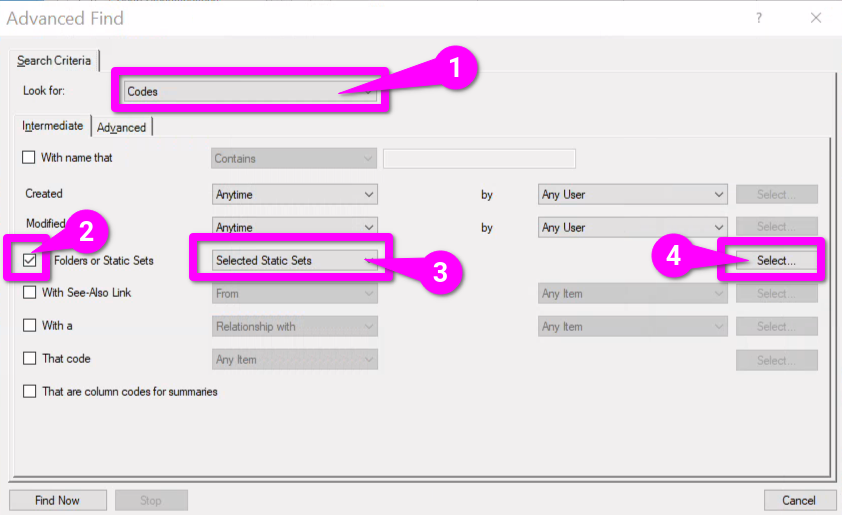 Advanced Find
?
Search Criteria
1
Look for:
Codes
Intermediate
Advanced
With name that
Contains
Created
Anytime
by
Any User
Select...
2
Modified
Anytime
by
Any User
Select...
Folders or Static Sets
Selected Static Sets
3
4
Select...
With See-Also Link
From
Any Item
Select...
With a
Relationship with
Any Item
Select...
That code
Any Item
Select...
That are column codes for summaries
Find Now
Stop
Cancel